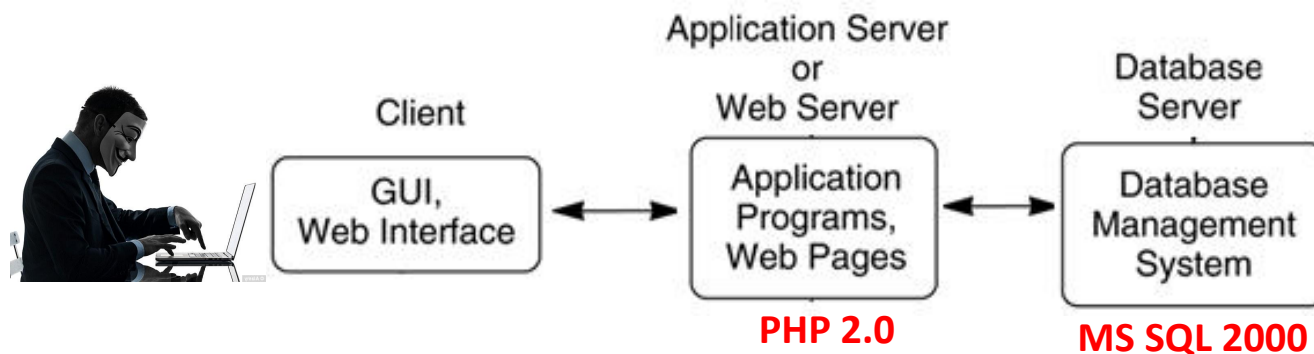 Client
GUI,
Web Interface
Application Server
or
Web Server
Application
Programs,
Web Pages
PHP 2.0
Database
Server
Database
Management
System
MS SQL 2000